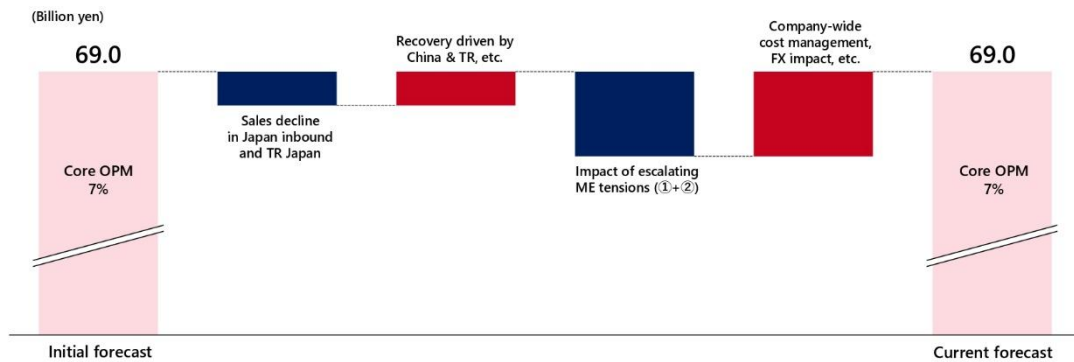 (Billion yen)
69.0
Core OPM
7%
Initial forecast
Sales decline
in Japan inbound
and TR Japan
Recovery driven by
China & TR, etc.
Impact of escalating
ME tensions (①+②)
Company-wide
cost management,
FX impact, etc.
69.0
Core OPM
7%
Current forecast